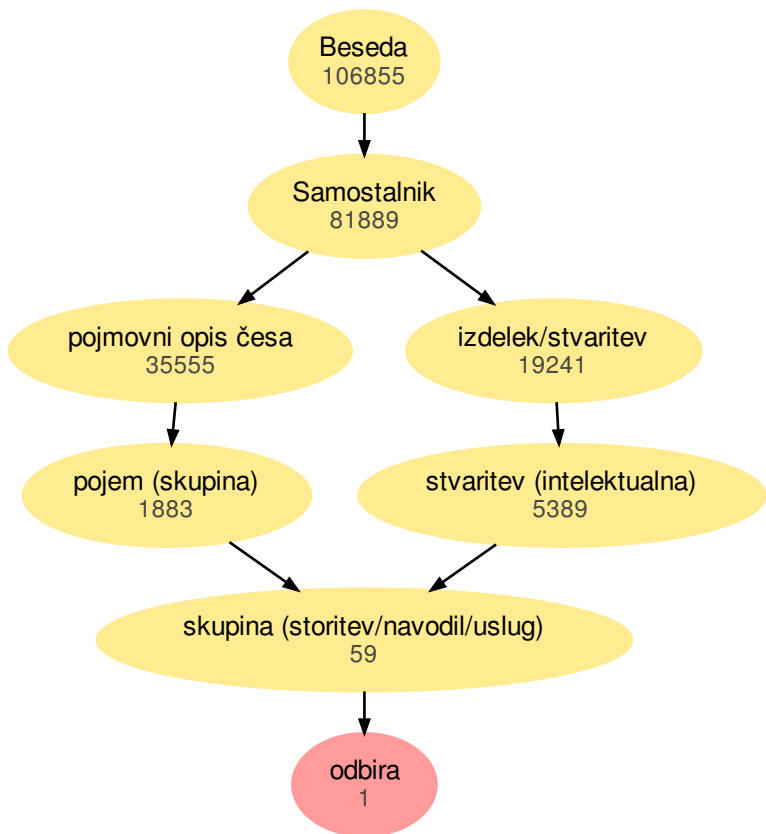 Beseda
106855
Samostalnik
81889
pojmovni opis česa
35555
izdelek/stvaritev
19241
pojem (skupina)
1883
stvaritev (intelektualna)
5389
skupina (storitev/navodil/uslug)
59
odbira
1